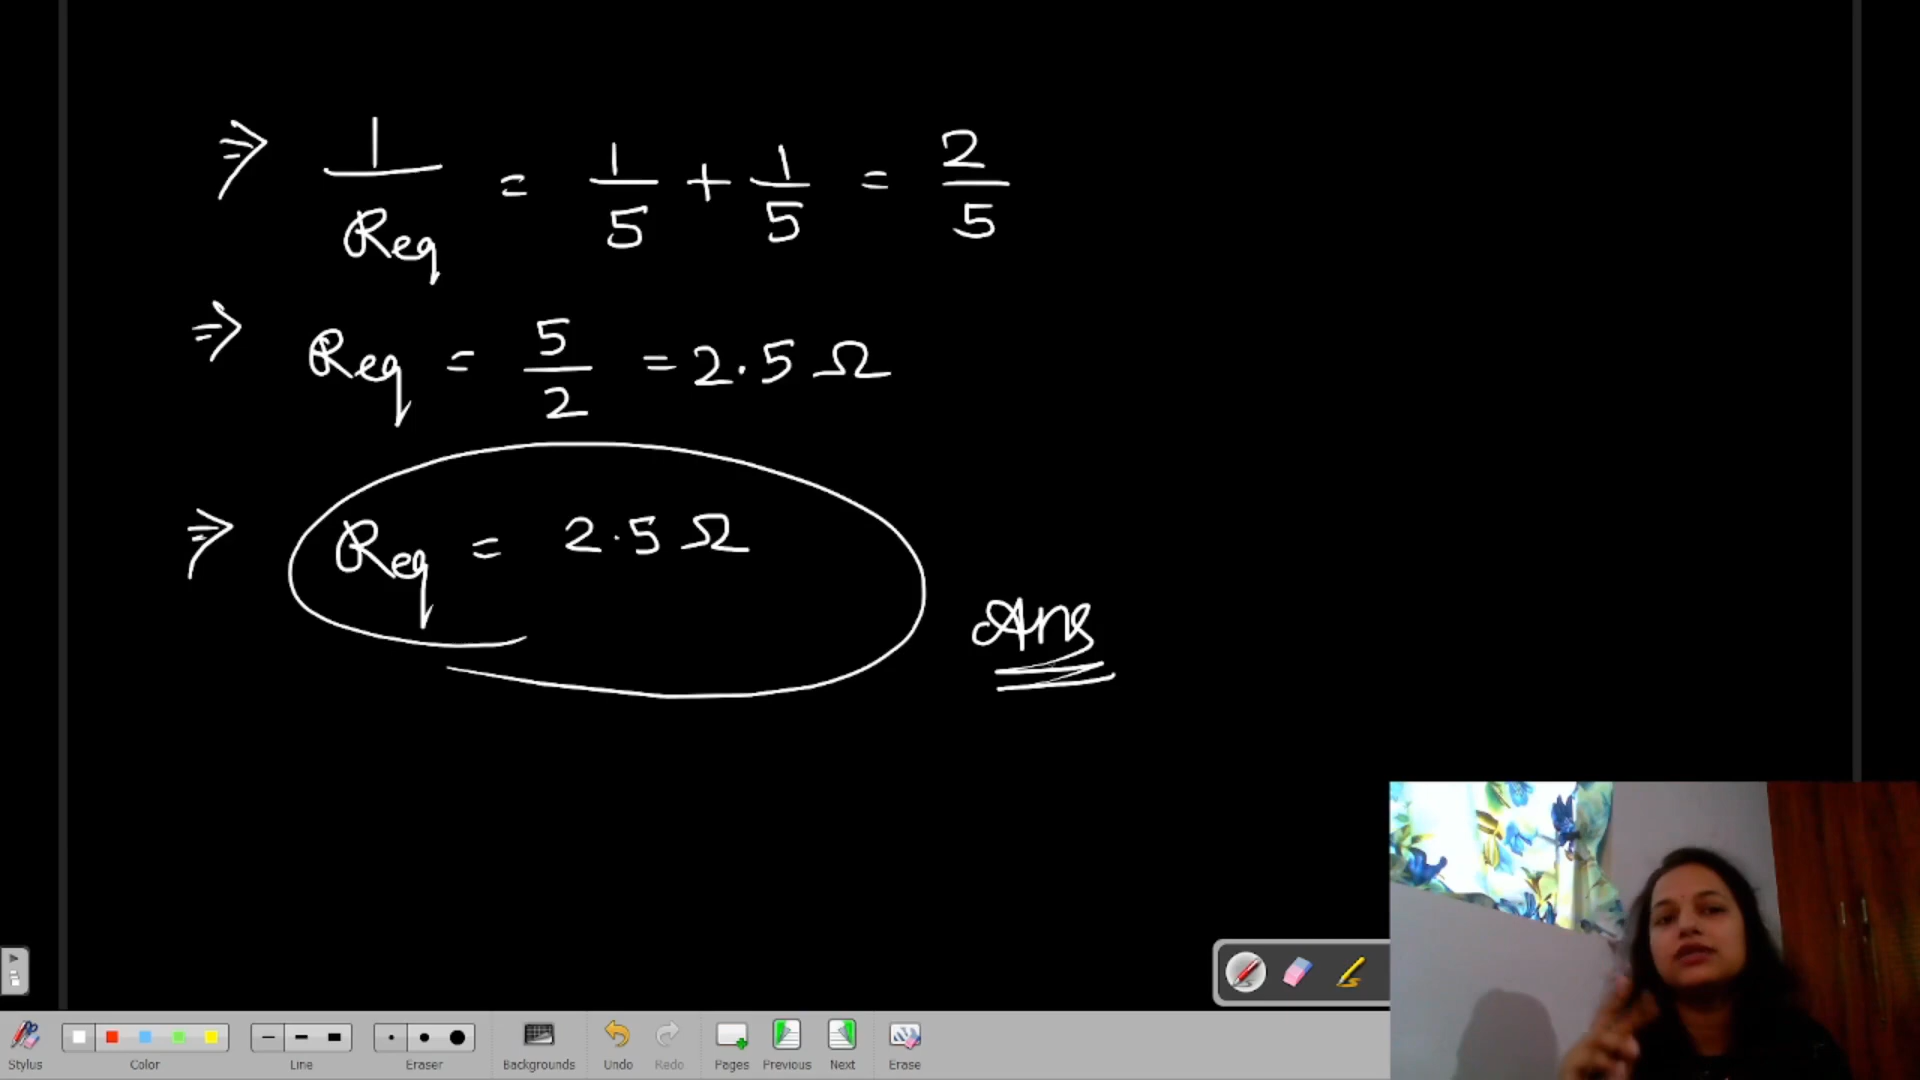 ⇒ 1/Req = 1/5 + 1/5 = 2/5
⇒ Req = 5/2 = 2.5 Ω
⇒ Req = 2.5 Ω
Ans
Stylus Color Line Eraser Backgrounds Undo Redo Pages Previous Next Erase